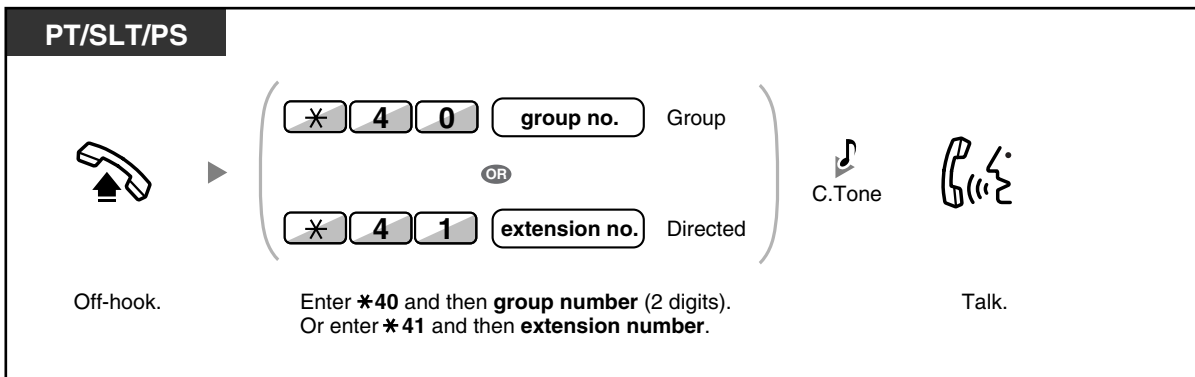 PT/SLT/PS
* 4 0 group no. Group
OR
* 4 1 extension no. Directed
C.Tone
Off-hook.
Enter *40 and then group number (2 digits).
Or enter *41 and then extension number.
Talk.